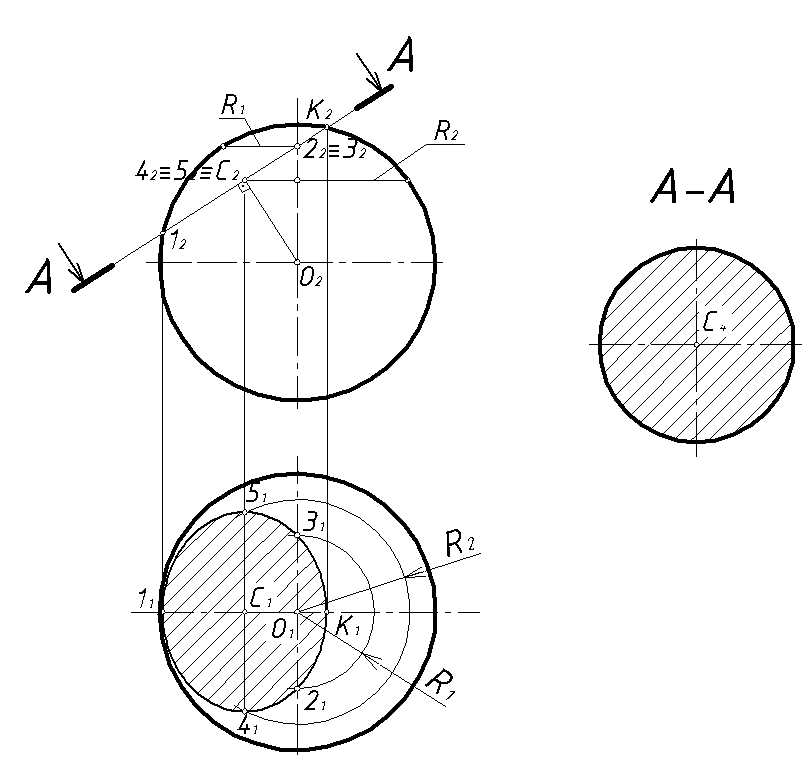 A
R₁
K₂
R₂
2₂≡3₂
4₂≡5₂≡C₂
A–A
1₂
A
O₂
C₄
5₁
3₁
R₂
1₁
C₁
O₁
K₁
R₁
2₁
4₁